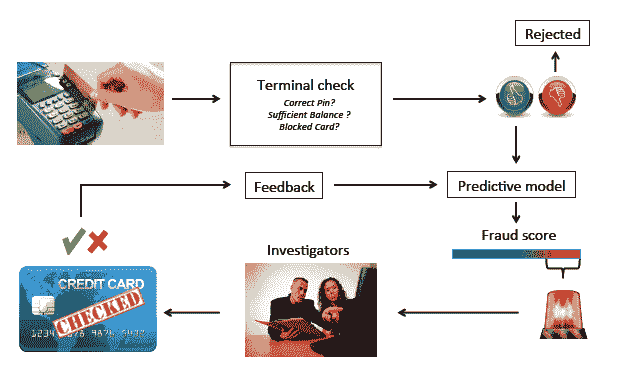 Rejected
Terminal check
Correct Pin?
Sufficient Balance ?
Blocked Card?
Feedback
Predictive model
Fraud score
Investigators
CREDIT CARD
CHECKED